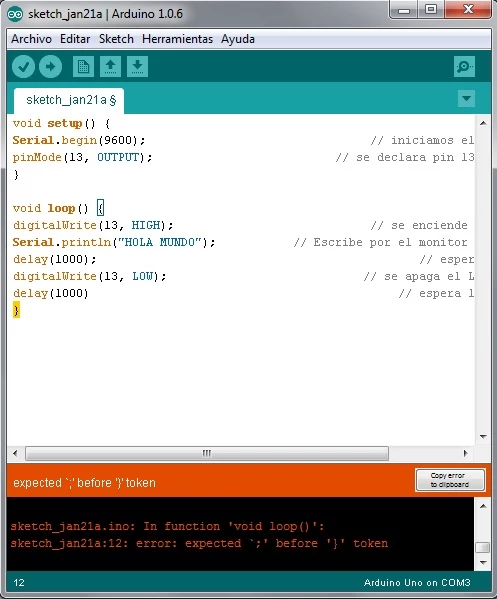 sketch_jan21a | Arduino 1.0.6
Archivo Editar Sketch Herramientas Ayuda
sketch_jan21a §
void setup() {
Serial.begin(9600); // iniciamos el
pinMode(13, OUTPUT); // se declara pin 13
}
void loop() {
digitalWrite(13, HIGH); // se enciende
Serial.println("HOLA MUNDO"); // Escribe por el monitor
delay(1000); // esper
digitalWrite(13, LOW); // se apaga el L
delay(1000) // espera 1
}
expected `;' before '}' token
Copy error
to clipboard
sketch_jan21a.ino: In function 'void loop()':
sketch_jan21a:12: error: expected `;' before '}' token
12 Arduino Uno on COM3